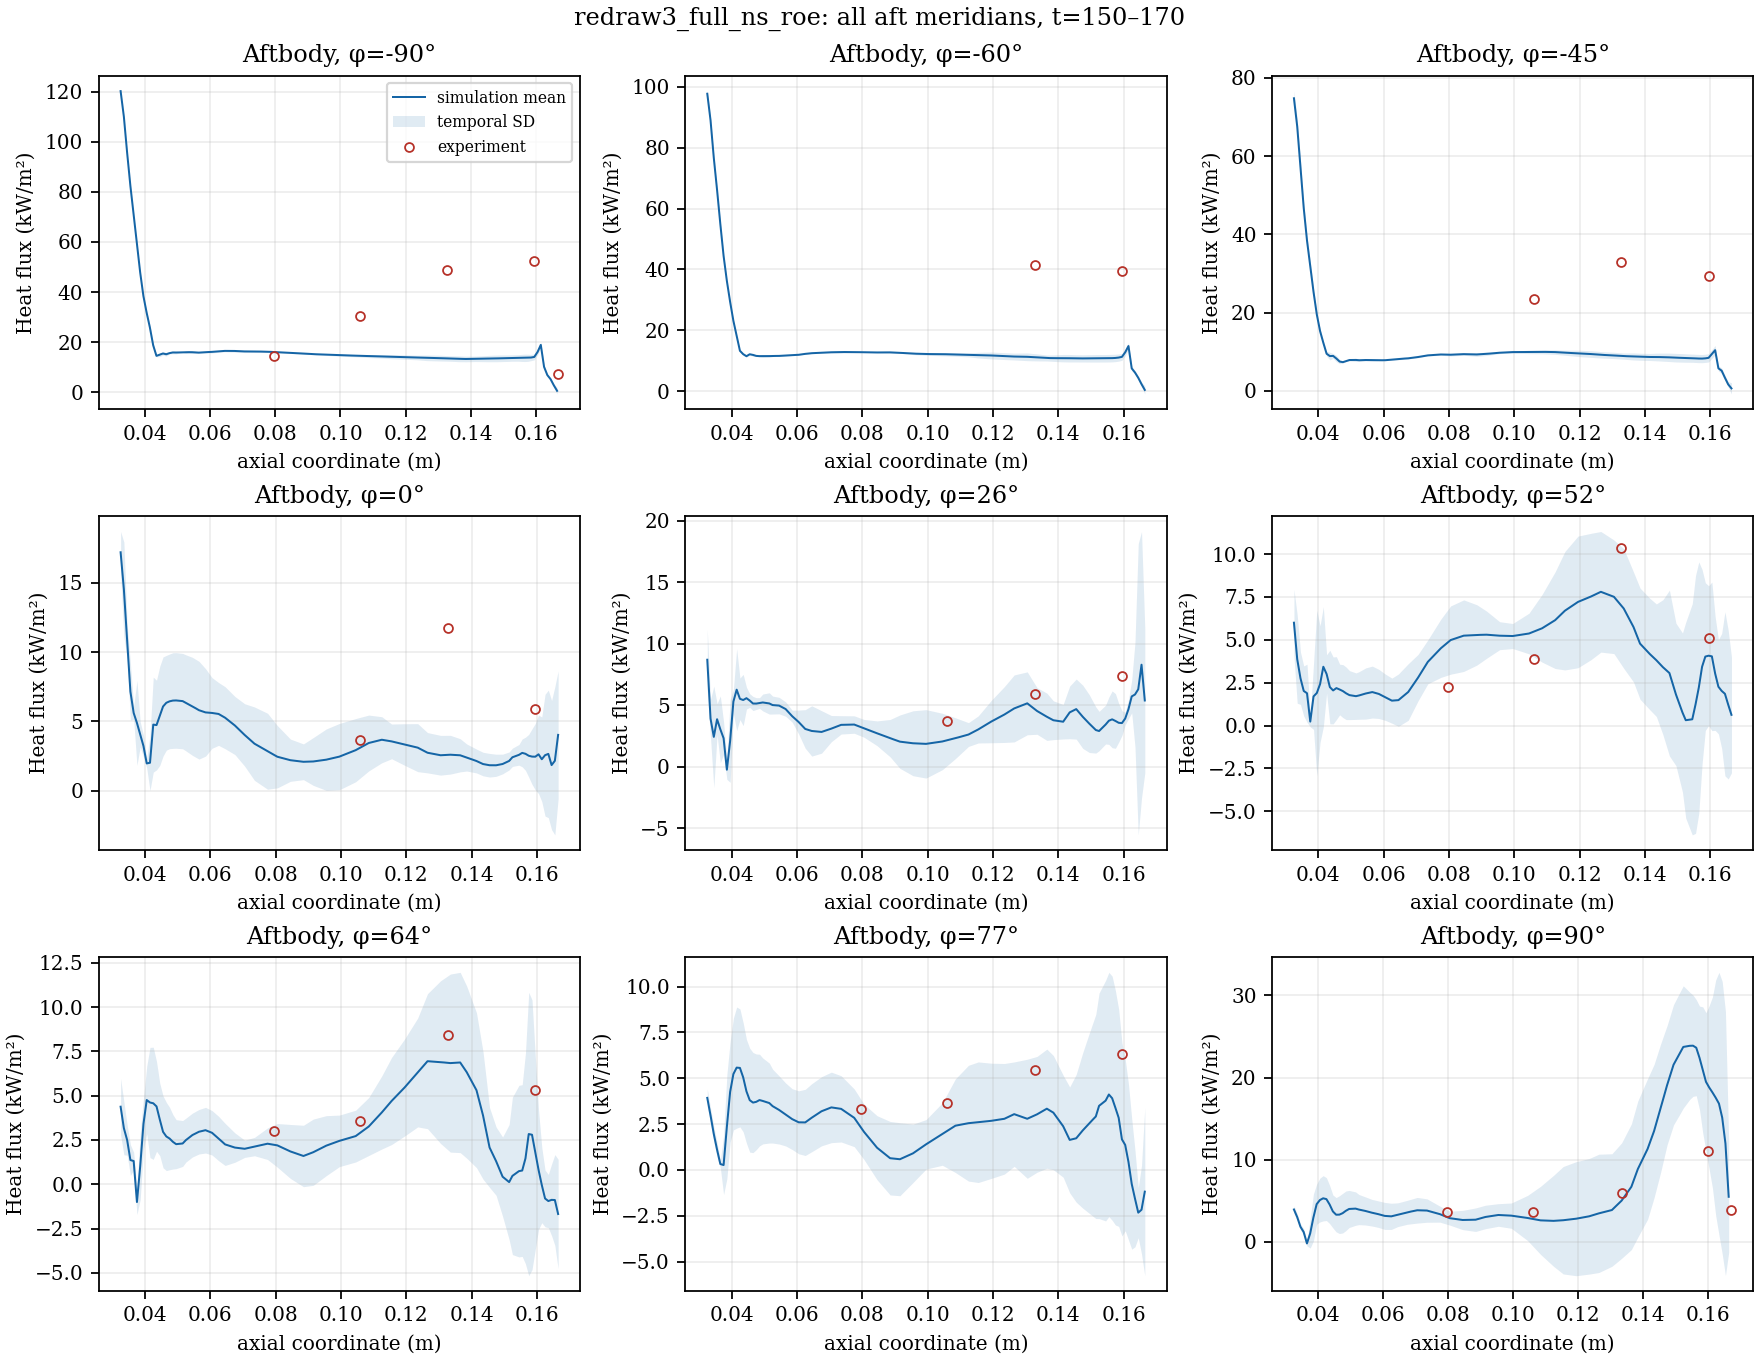 redraw3_full_ns_roe: all aft meridians, t=150–170
Aftbody, φ=-90°
Aftbody, φ=-60°
Aftbody, φ=-45°
120
100
80
60
40
20
0
Heat flux (kW/m²)
simulation mean
temporal SD
experiment
0.04 0.06 0.08 0.10 0.12 0.14 0.16
axial coordinate (m)
100
80
60
40
20
0
Heat flux (kW/m²)
0.04 0.06 0.08 0.10 0.12 0.14 0.16
axial coordinate (m)
80
60
40
20
0
Heat flux (kW/m²)
0.04 0.06 0.08 0.10 0.12 0.14 0.16
axial coordinate (m)
Aftbody, φ=0°
Aftbody, φ=26°
Aftbody, φ=52°
15
10
5
0
Heat flux (kW/m²)
0.04 0.06 0.08 0.10 0.12 0.14 0.16
axial coordinate (m)
20
15
10
5
0
−5
Heat flux (kW/m²)
0.04 0.06 0.08 0.10 0.12 0.14 0.16
axial coordinate (m)
10.0
7.5
5.0
2.5
0.0
−2.5
−5.0
Heat flux (kW/m²)
0.04 0.06 0.08 0.10 0.12 0.14 0.16
axial coordinate (m)
Aftbody, φ=64°
Aftbody, φ=77°
Aftbody, φ=90°
12.5
10.0
7.5
5.0
2.5
0.0
−2.5
−5.0
Heat flux (kW/m²)
0.04 0.06 0.08 0.10 0.12 0.14 0.16
axial coordinate (m)
10.0
7.5
5.0
2.5
0.0
−2.5
−5.0
Heat flux (kW/m²)
0.04 0.06 0.08 0.10 0.12 0.14 0.16
axial coordinate (m)
30
20
10
0
Heat flux (kW/m²)
0.04 0.06 0.08 0.10 0.12 0.14 0.16
axial coordinate (m)